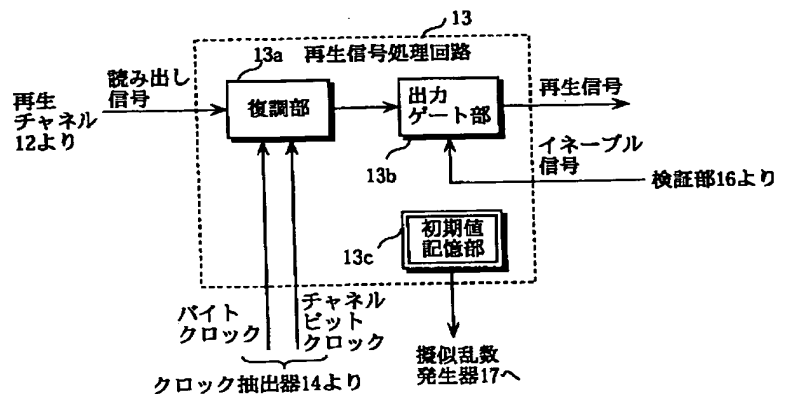 13
13a 再生信号処理回路
読み出し
信号
再生
チャネル
12より
復調部
出力
ゲート部
再生信号
13b
イネーブル
信号
検証部16より
初期値
記憶部
13c
バイト
クロック
チャネル
ビット
クロック
クロック抽出器14より
擬似乱数
発生器17へ